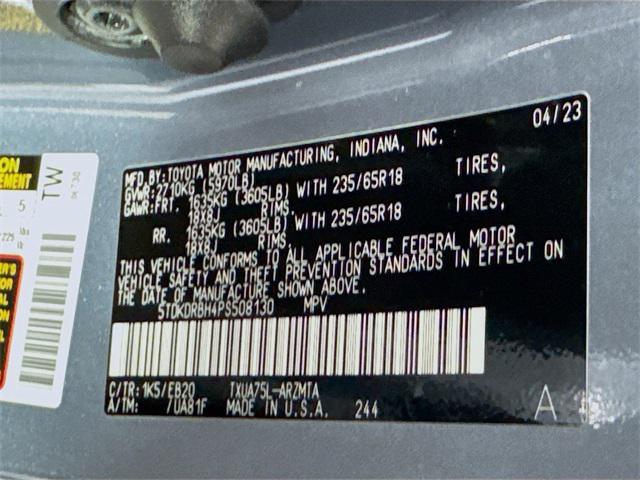 04/23
MFD.BY:TOYOTA MOTOR MANUFACTURING, INDIANA, INC.
GVWR:2710KG (5970LB)
GAWR:FRT. 1635KG (3605LB) WITH 235/65R18 TIRES,
18X8J RIMS.
RR. 1635KG (3605LB) WITH 235/65R18 TIRES,
18X8J RIMS.
THIS VEHICLE CONFORMS TO ALL APPLICABLE FEDERAL MOTOR
VEHICLE SAFETY AND THEFT PREVENTION STANDARDS IN EFFECT ON
THE DATE OF MANUFACTURE SHOWN ABOVE.
5TDKDRBH4PS508130 MPV
C/TR:1K5/EB20 TXUA75L-ARZMTA
A/TM: /UA81F MADE IN U.S.A. 244 A
TW
5